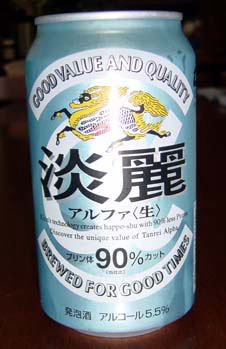 GOOD VALUE AND QUALITY
淡麗
アルファ〈生〉
Kirin's technology creates happo-shu with 90% less Purine
Discover the unique value of Tanrei Alpha
プリン体 90%カット
BREWED FOR GOOD TIMES
発泡酒 アルコール5.5%